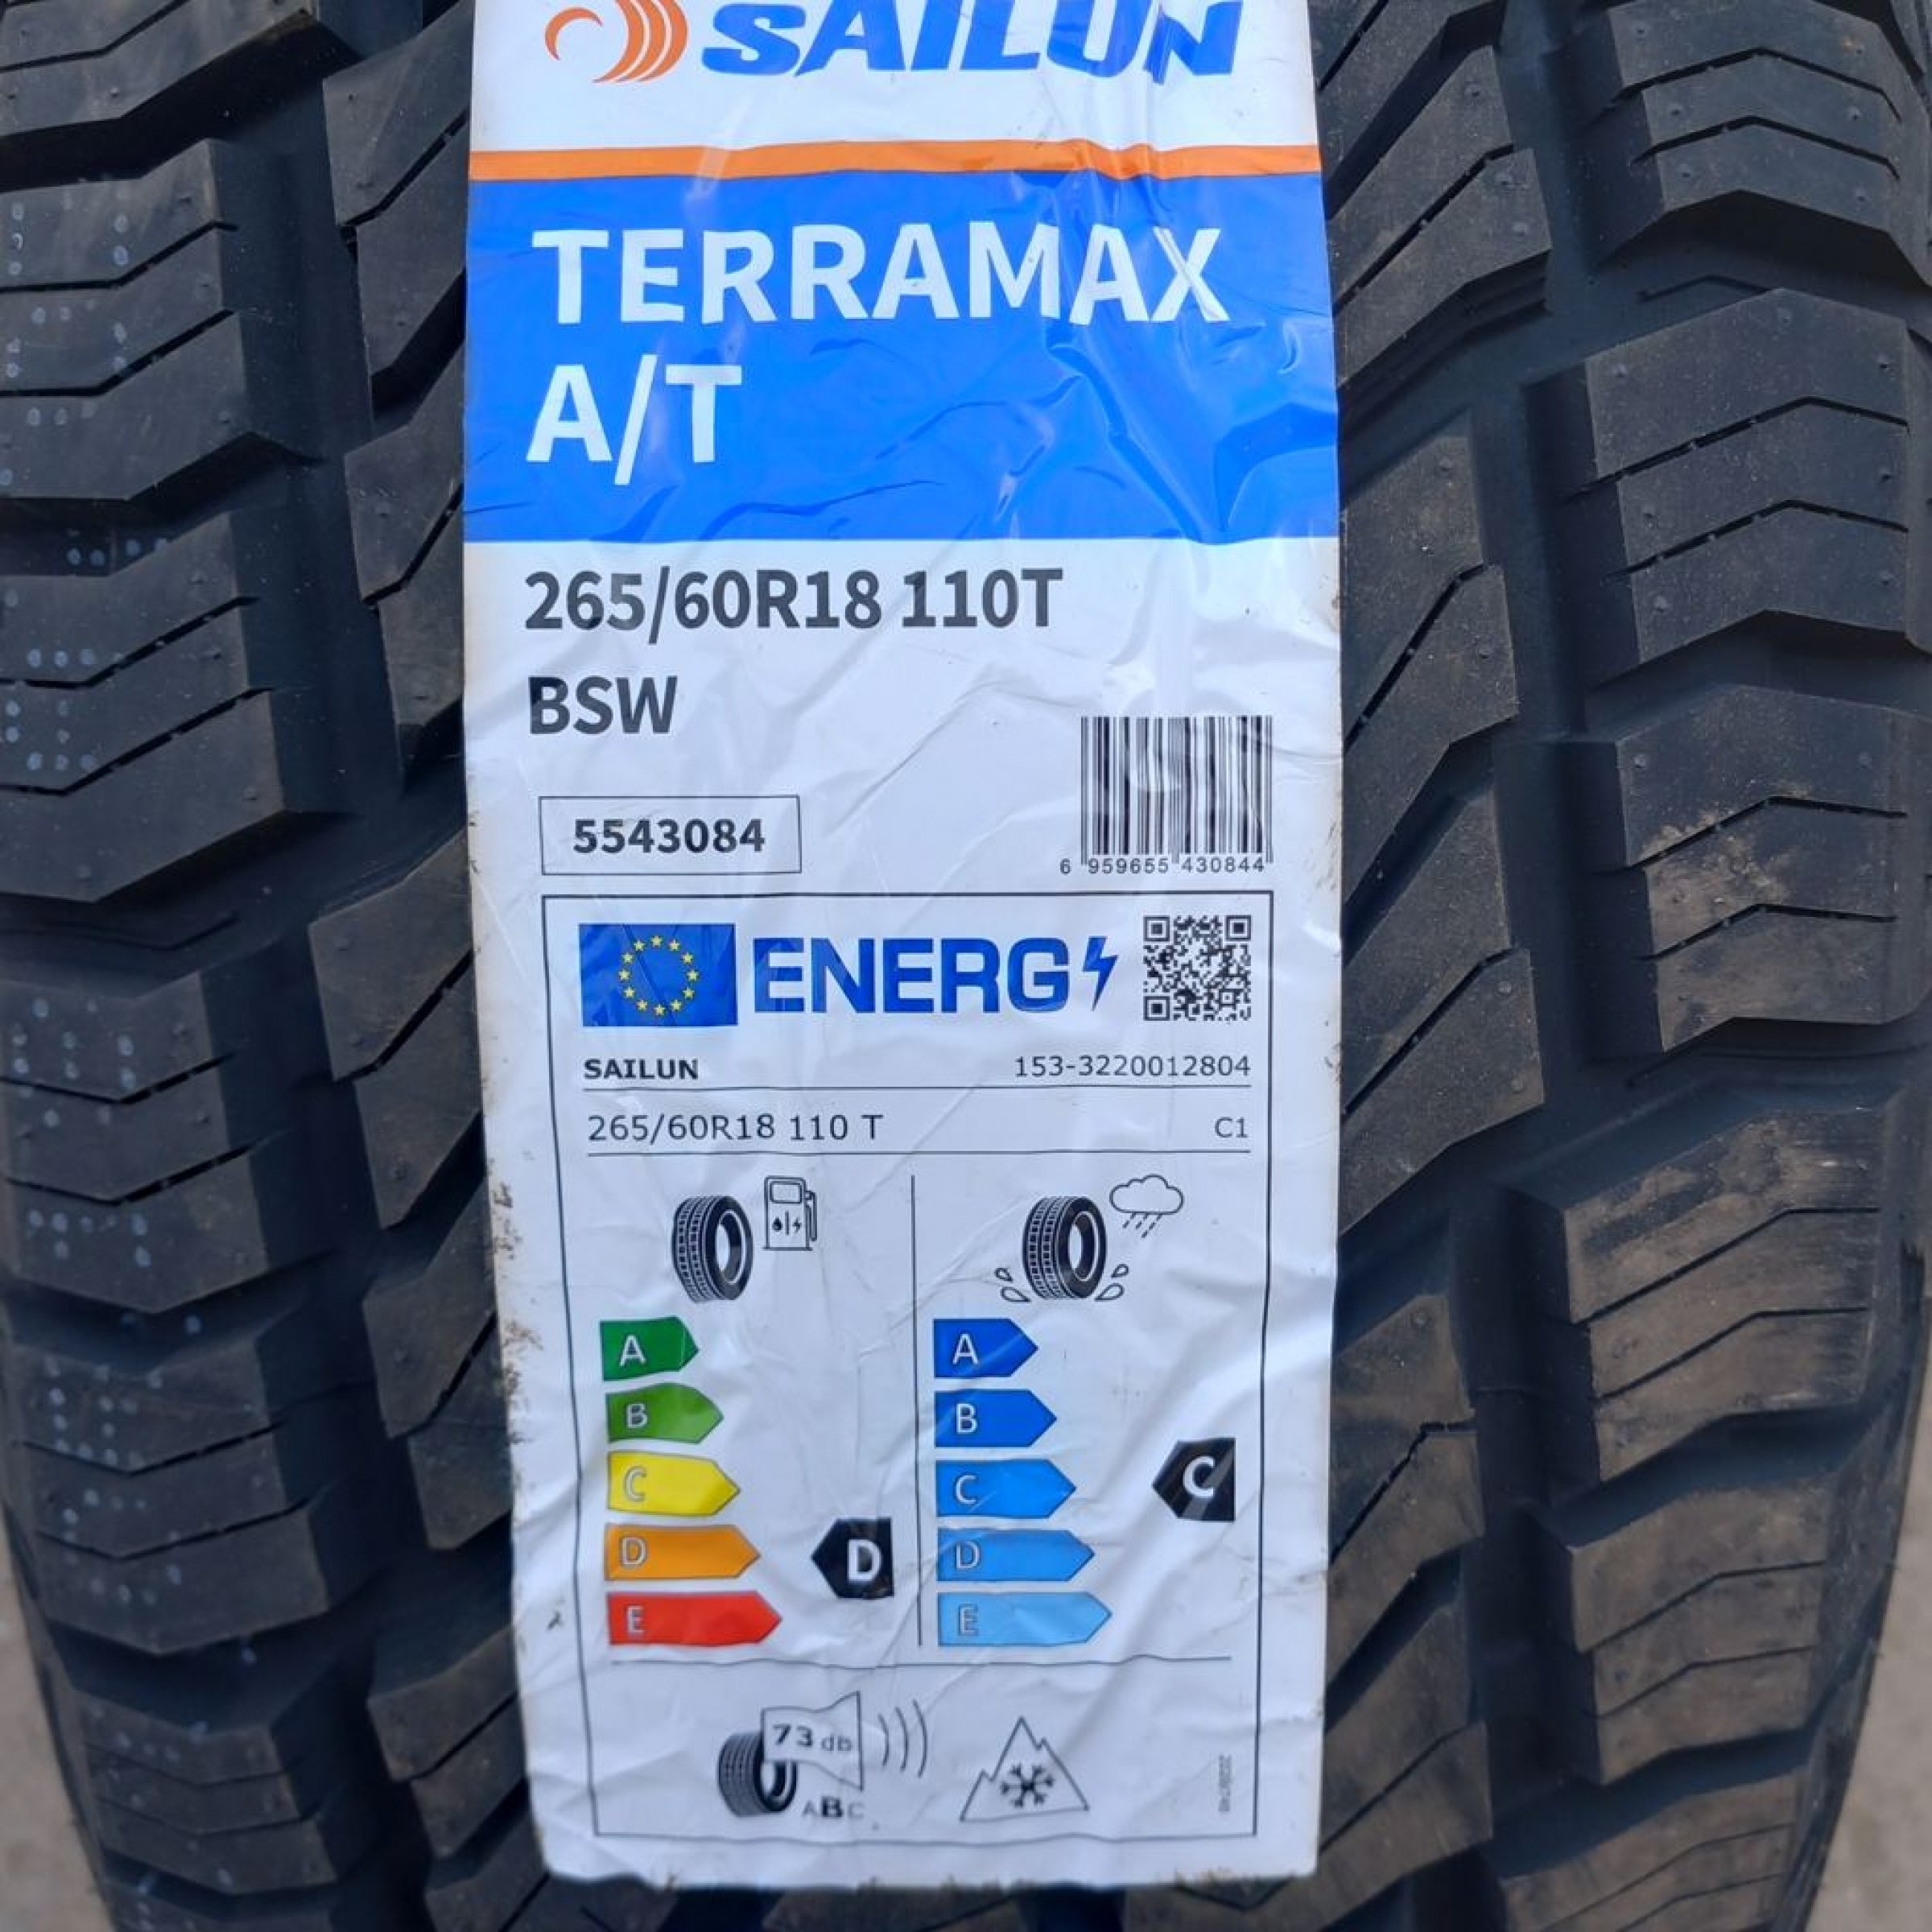 SAILUN
TERRAMAX
A/T
265/60R18 110T
BSW
5543084
6 959655 430844
ENERG
SAILUN 153-3220012804
265/60R18 110 T C1
A A
B B
C C C
D D D
E E
73 db
ABC